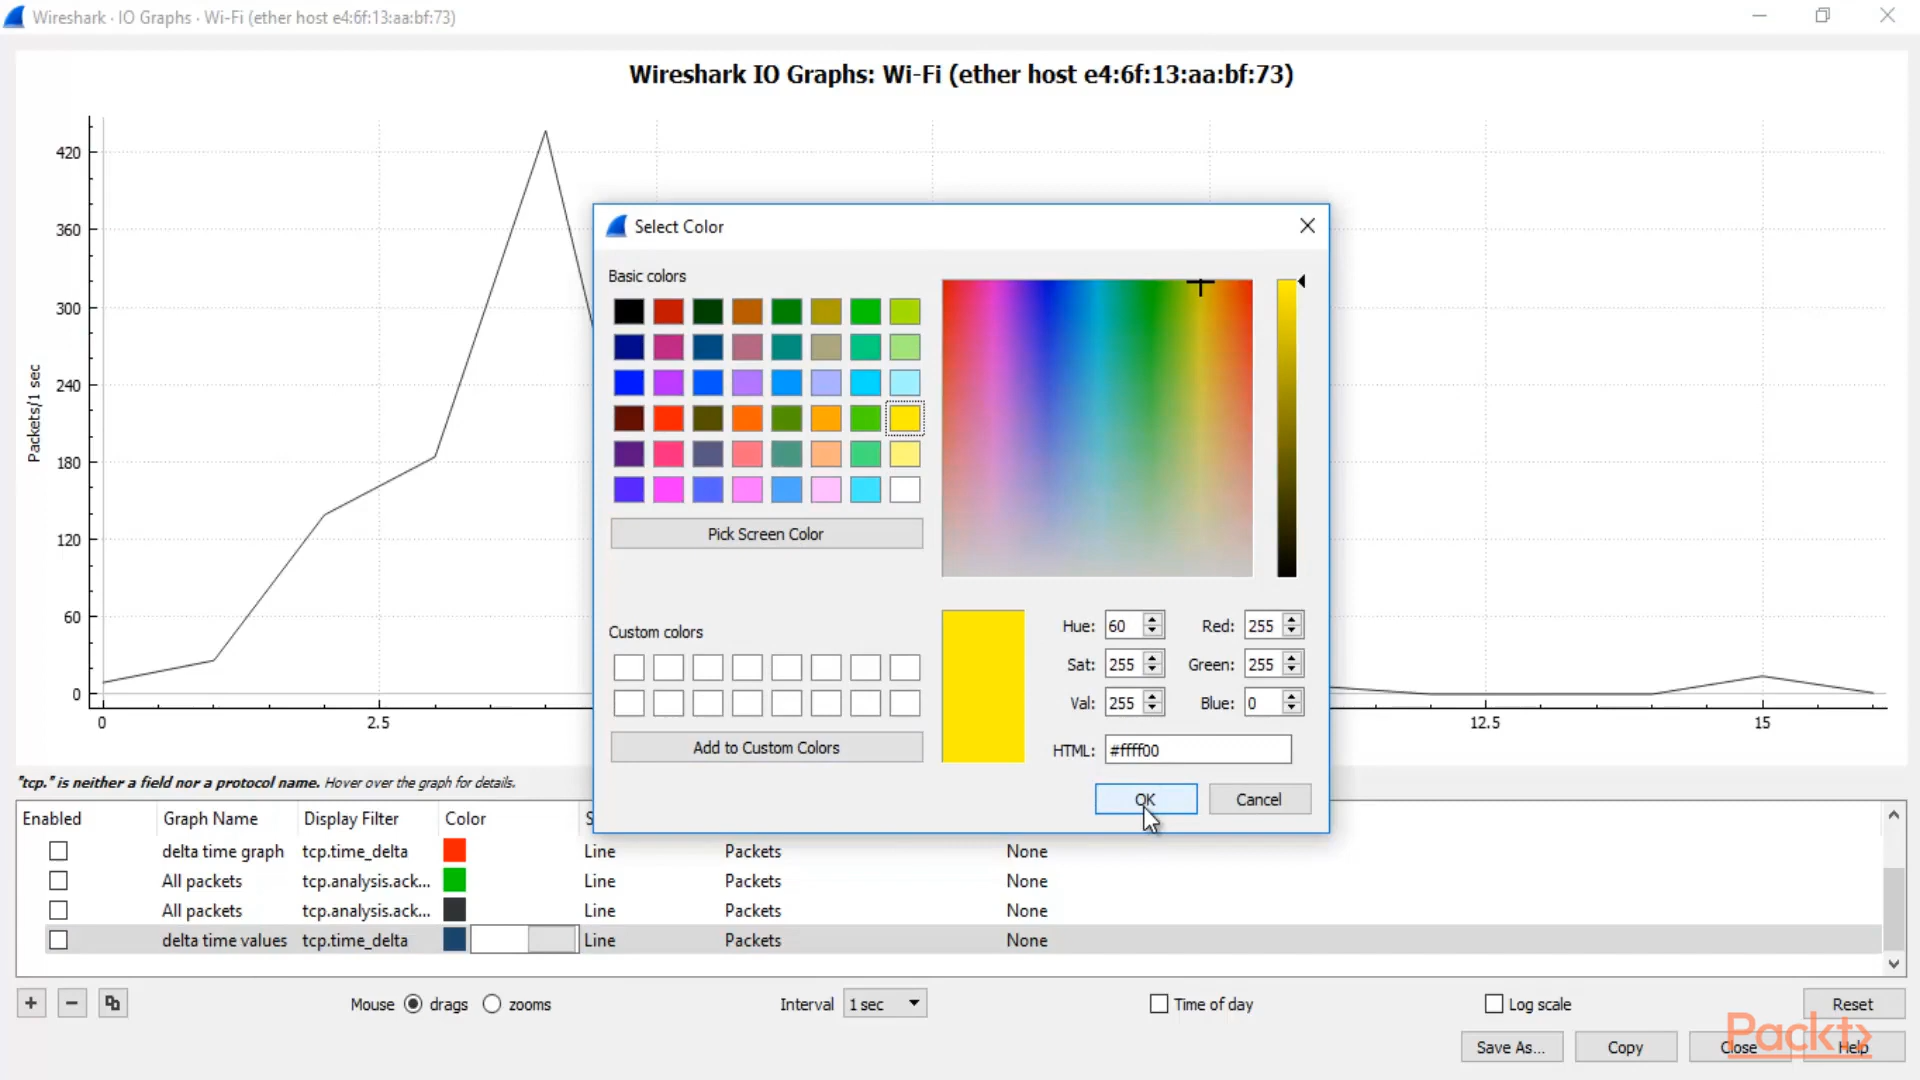 Wireshark · IO Graphs · Wi-Fi (ether host e4:6f:13:aa:bf:73)
Wireshark IO Graphs: Wi-Fi (ether host e4:6f:13:aa:bf:73)
420
360
300
240
180
120
60
0
Packets/1 sec
0
2.5
12.5
15
Select Color
Basic colors
Pick Screen Color
Custom colors
Add to Custom Colors
Hue: 60
Red: 255
Sat: 255
Green: 255
Val: 255
Blue: 0
HTML: #ffff00
OK
Cancel
"tcp." is neither a field nor a protocol name. Hover over the graph for details.
Enabled Graph Name Display Filter Color
delta time graph tcp.time_delta Line Packets None
All packets tcp.analysis.ack... Line Packets None
All packets tcp.analysis.ack... Line Packets None
delta time values tcp.time_delta Line Packets None
+ −
Mouse drags zooms
Interval 1 sec
Time of day
Log scale
Reset
Save As...
Copy
Close
Help
Packt>